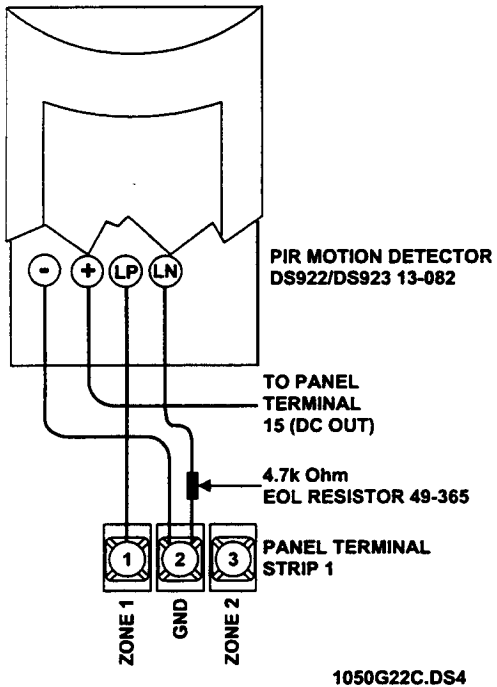 - + LP LN
PIR MOTION DETECTOR
DS922/DS923 13-082
TO PANEL
TERMINAL
15 (DC OUT)
4.7k Ohm
EOL RESISTOR 49-365
1 2 3
PANEL TERMINAL
STRIP 1
ZONE 1
GND
ZONE 2
1050G22C.DS4